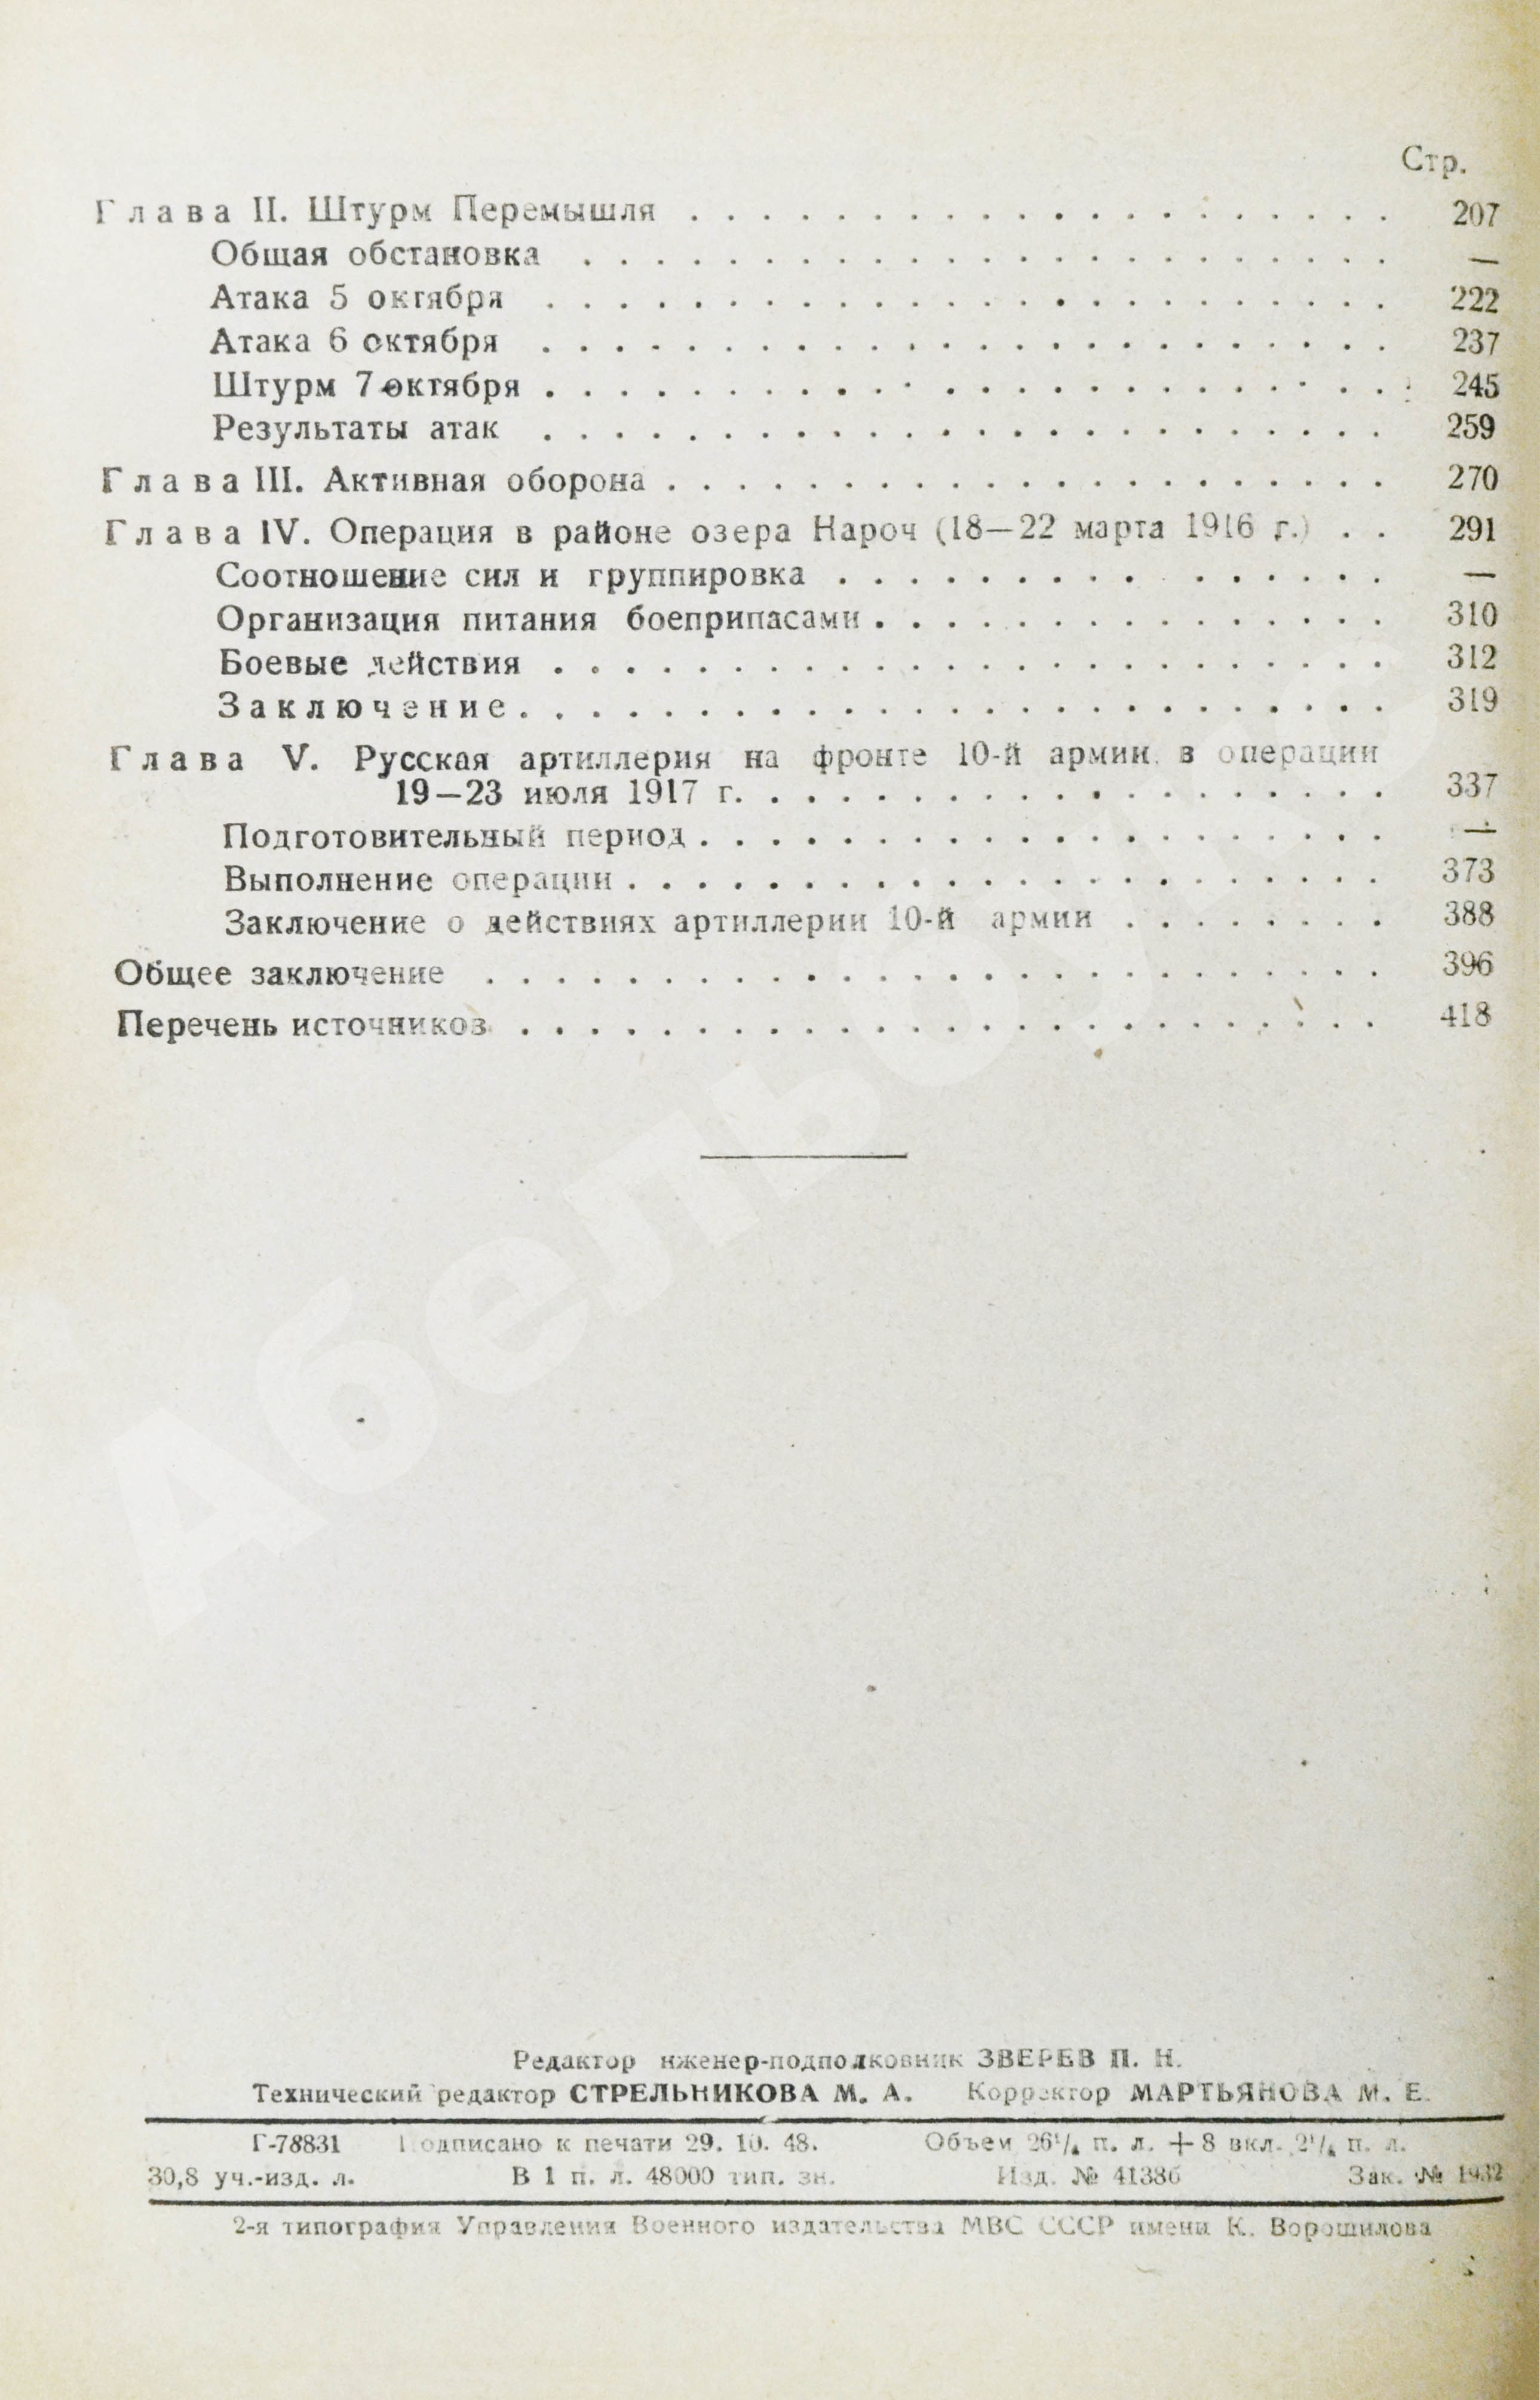 Стр.
Глава II. Штурм Перемышля . . . . . . . . . . . . . . . . . . . . 207
Общая обстановка . . . . . . . . . . . . . . . . . . . . . . . —
Атака 5 октября . . . . . . . . . . . . . . . . . . . . . . . . 222
Атака 6 октября . . . . . . . . . . . . . . . . . . . . . . . . 237
Штурм 7 октября . . . . . . . . . . . . . . . . . . . . . . . . 245
Результаты атак . . . . . . . . . . . . . . . . . . . . . . . . 259
Глава III. Активная оборона . . . . . . . . . . . . . . . . . . . . . 270
Глава IV. Операция в районе озера Нароч (18—22 марта 1916 г.) . . 291
Соотношение сил и группировка . . . . . . . . . . . . . . . . —
Организация питания боеприпасами . . . . . . . . . . . . . . . 310
Боевые действия . . . . . . . . . . . . . . . . . . . . . . . . 312
Заключение . . . . . . . . . . . . . . . . . . . . . . . . . 319
Глава V. Русская артиллерия на фронте 10-й армии в операции
19—23 июля 1917 г. . . . . . . . . . . . . . . . . . . 337
Подготовительный период . . . . . . . . . . . . . . . . . . . . —
Выполнение операции . . . . . . . . . . . . . . . . . . . . . . 373
Заключение о действиях артиллерии 10-й армии . . . . . . . . 388
Общее заключение . . . . . . . . . . . . . . . . . . . . . . . . . . 396
Перечень источников . . . . . . . . . . . . . . . . . . . . . . . . . 418
Абельбукс
Редактор инженер-подполковник ЗВЕРЕВ П. Н.
Технический редактор СТРЕЛЬНИКОВА М. А. Корректор МАРТЬЯНОВА М. Е.
Г-78831 Подписано к печати 29. 10. 48. Объем 26¼ п. л. + 8 вкл. 2¼ п. л.
30,8 уч.-изд. л. В 1 п. л. 48000 тип. зн. Изд. № 41386 Зак. № 1932
2-я типография Управления Военного издательства МВС СССР имени К. Ворошилова